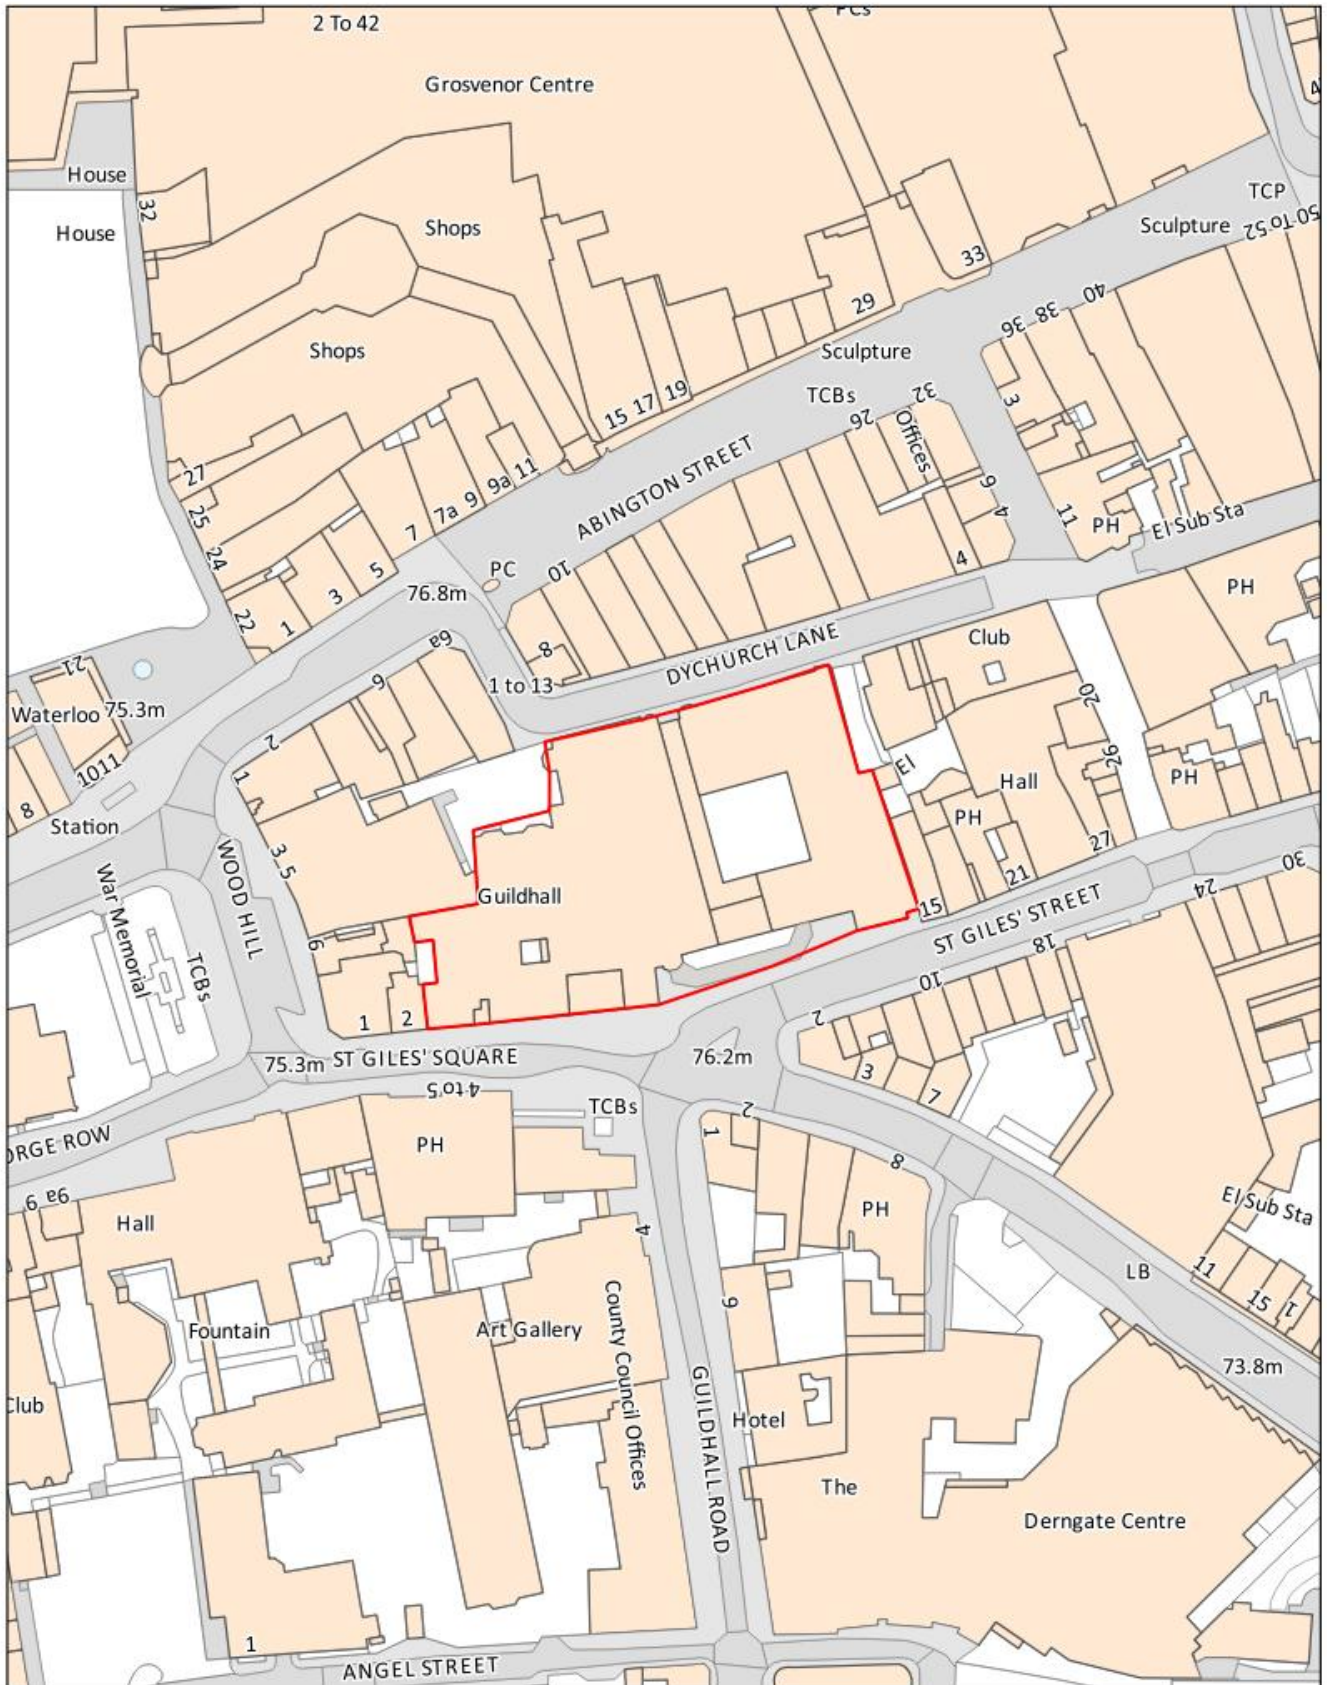 2 To 42
PCs
Grosvenor Centre
4
House
TCP
32
Sculpture
50 To 52
House
Shops
33
40
29
38
36
Shops
Sculpture
TCBs
32
3
15 17 19
26
Offices
ABINGTON STREET
27
9a 11
7a 9
6
4
25
7
11
PH
El Sub Sta
24
5
PC
10
4
76.8m
3
PH
22
1
6a
8
DYCHURCH LANE
Club
21
9
1 to 13
20
Waterloo
75.3m
2
26
1011
1
El
Hall
PH
8
PH
Station
3 5
27
21
30
War Memorial
WOOD HILL
Guildhall
15
24
ST GILES' STREET
TCBs
6
18
10
1
2
2
75.3m
ST GILES' SQUARE
76.2m
3
7
4 to 5
TCBs
2
1
ORGE ROW
PH
8
9 9a
Hall
4
PH
El Sub Sta
LB
11
15
1
Fountain
Art Gallery
County Council Offices
9
73.8m
Club
GUILDHALL ROAD
Hotel
The
Derngate Centre
1
ANGEL STREET